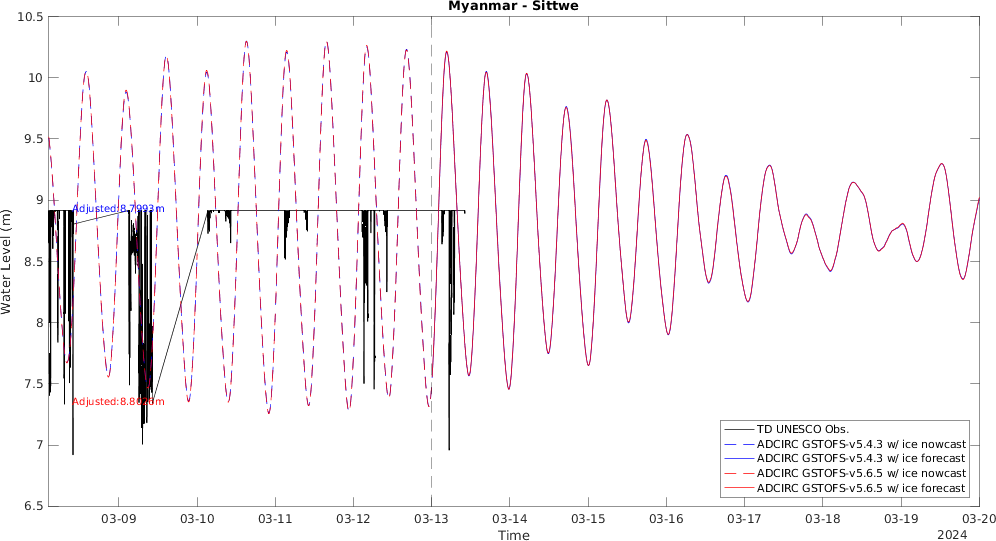 Myanmar - Sittwe
10.5
10
9.5
9
8.5
8
7.5
7
6.5
Water Level (m)
Adjusted:8.7993m
TD UNESCO Obs.
ADCIRC GSTOFS-v5.4.3 w/ ice nowcast
ADCIRC GSTOFS-v5.4.3 w/ ice forecast
ADCIRC GSTOFS-v5.6.5 w/ ice nowcast
ADCIRC GSTOFS-v5.6.5 w/ ice forecast
03-09 03-10 03-11 03-12 03-13 03-14 03-15 03-16 03-17 03-18 03-19 03-20
Time
2024